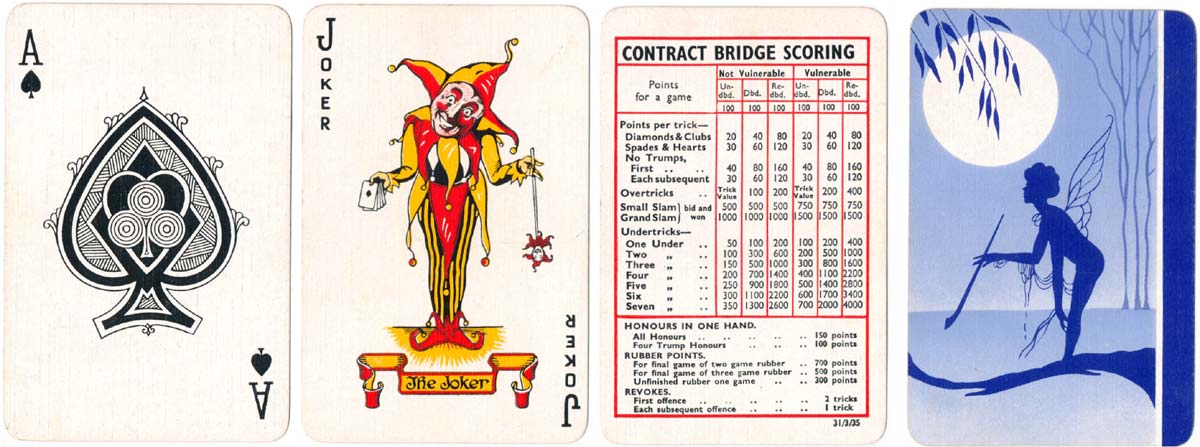 A
JOKER
The Joker
JOKER
A
CONTRACT BRIDGE SCORING
Points for a game
Not Vulnerable Vulnerable
Un-dbd. Dbd. Re-dbd. Un-dbd. Dbd. Re-dbd.
100 100 100 100 100 100
Points per trick—
Diamonds & Clubs 20 40 80 20 40 80
Spades & Hearts 30 60 120 30 60 120
No Trumps,
First .. .. 40 80 160 40 80 160
Each subsequent 30 60 120 30 60 120
Overtricks .. Trick Value 100 200 Trick Value 200 400
Small Slam } bid and 500 500 500 750 750 750
Grand Slam } won 1000 1000 1000 1500 1500 1500
Undertricks—
One Under .. 50 100 200 100 200 400
Two „ .. 100 300 600 200 500 1000
Three „ .. 150 500 1000 300 800 1600
Four „ .. 200 700 1400 400 1100 2200
Five „ .. 250 900 1800 500 1400 2800
Six „ .. 300 1100 2200 600 1700 3400
Seven „ .. 350 1300 2600 700 2000 4000
HONOURS IN ONE HAND.
All Honours .. .. .. .. .. 150 points
Four Trump Honours .. .. .. 100 points
RUBBER POINTS.
For final game of two game rubber .. 700 points
For final game of three game rubber .. 500 points
Unfinished rubber one game .. .. 300 points
REVOKES.
First offence .. .. .. .. .. 2 tricks
Each subsequent offence .. .. .. 1 trick
31/3/35